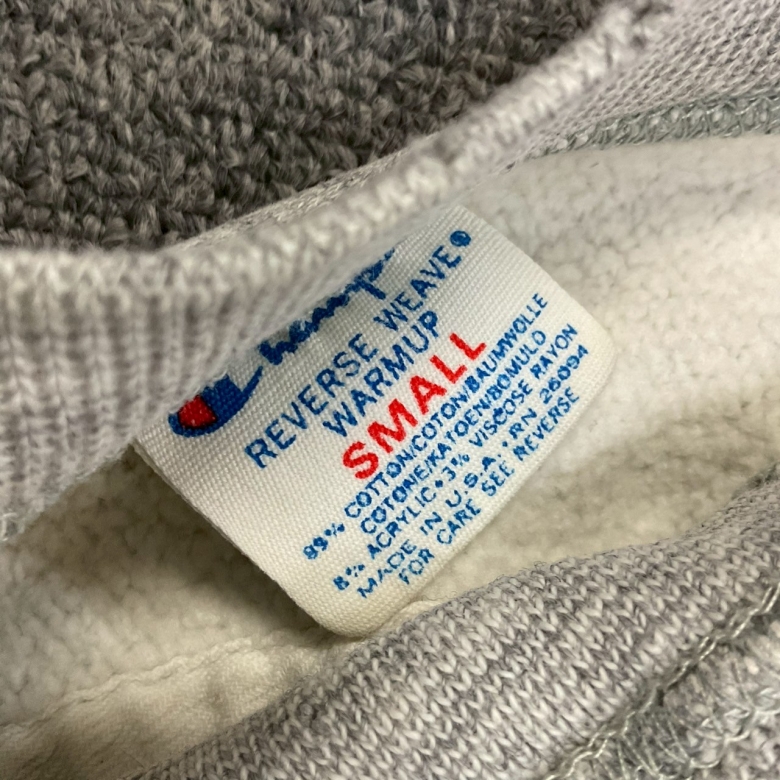 Champ
REVERSE WEAVE®
WARMUP
SMALL
89% COTTON/COTON/BAUMWOLLE
COTONE/KATOEN/BOMULD
8% ACRYLIC•3% VISCOSE RAYON
MADE IN U.S.A. RN 26094
FOR CARE SEE REVERSE